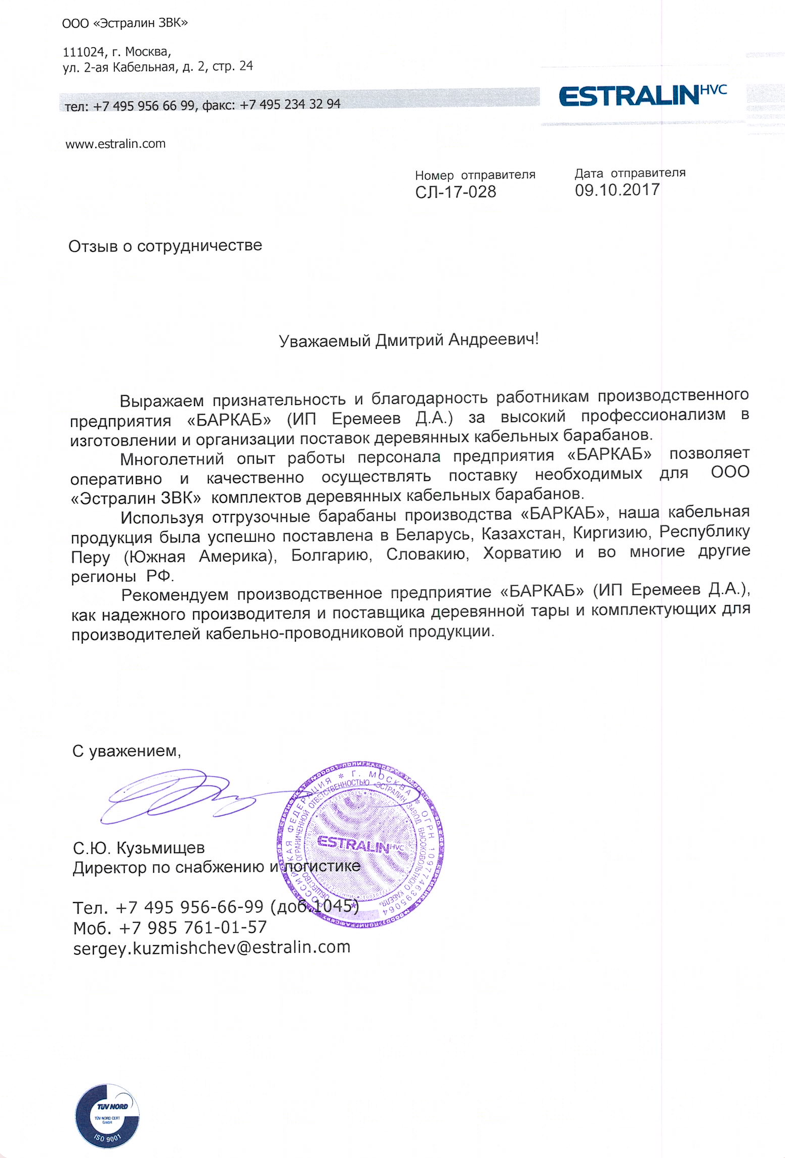 ООО «Эстралин ЗВК»
111024, г. Москва,
ул. 2-ая Кабельная, д. 2, стр. 24
тел: +7 495 956 66 99, факс: +7 495 234 32 94
ESTRALIN HVC
www.estralin.com
Номер отправителя
СЛ-17-028
Дата отправителя
09.10.2017
Отзыв о сотрудничестве
Уважаемый Дмитрий Андреевич!
Выражаем признательность и благодарность работникам производственного
предприятия «БАРКАБ» (ИП Еремеев Д.А.) за высокий профессионализм в
изготовлении и организации поставок деревянных кабельных барабанов.
Многолетний опыт работы персонала предприятия «БАРКАБ» позволяет
оперативно и качественно осуществлять поставку необходимых для ООО
«Эстралин ЗВК» комплектов деревянных кабельных барабанов.
Используя отгрузочные барабаны производства «БАРКАБ», наша кабельная
продукция была успешно поставлена в Беларусь, Казахстан, Киргизию, Республику
Перу (Южная Америка), Болгарию, Словакию, Хорватию и во многие другие
регионы РФ.
Рекомендуем производственное предприятие «БАРКАБ» (ИП Еремеев Д.А.),
как надежного производителя и поставщика деревянной тары и комплектующих для
производителей кабельно-проводниковой продукции.
С уважением,
РОССИЙСКАЯ ФЕДЕРАЦИЯ * Г. МОСКВА * ОГРН 1097746395064
ESTRALIN HVC
С.Ю. Кузьмищев
Директор по снабжению и логистике
Тел. +7 495 956-66-99 (доб.1045)
Моб. +7 985 761-01-57
sergey.kuzmishchev@estralin.com
TÜV NORD
TÜV NORD CERT
GmbH
ISO 9001